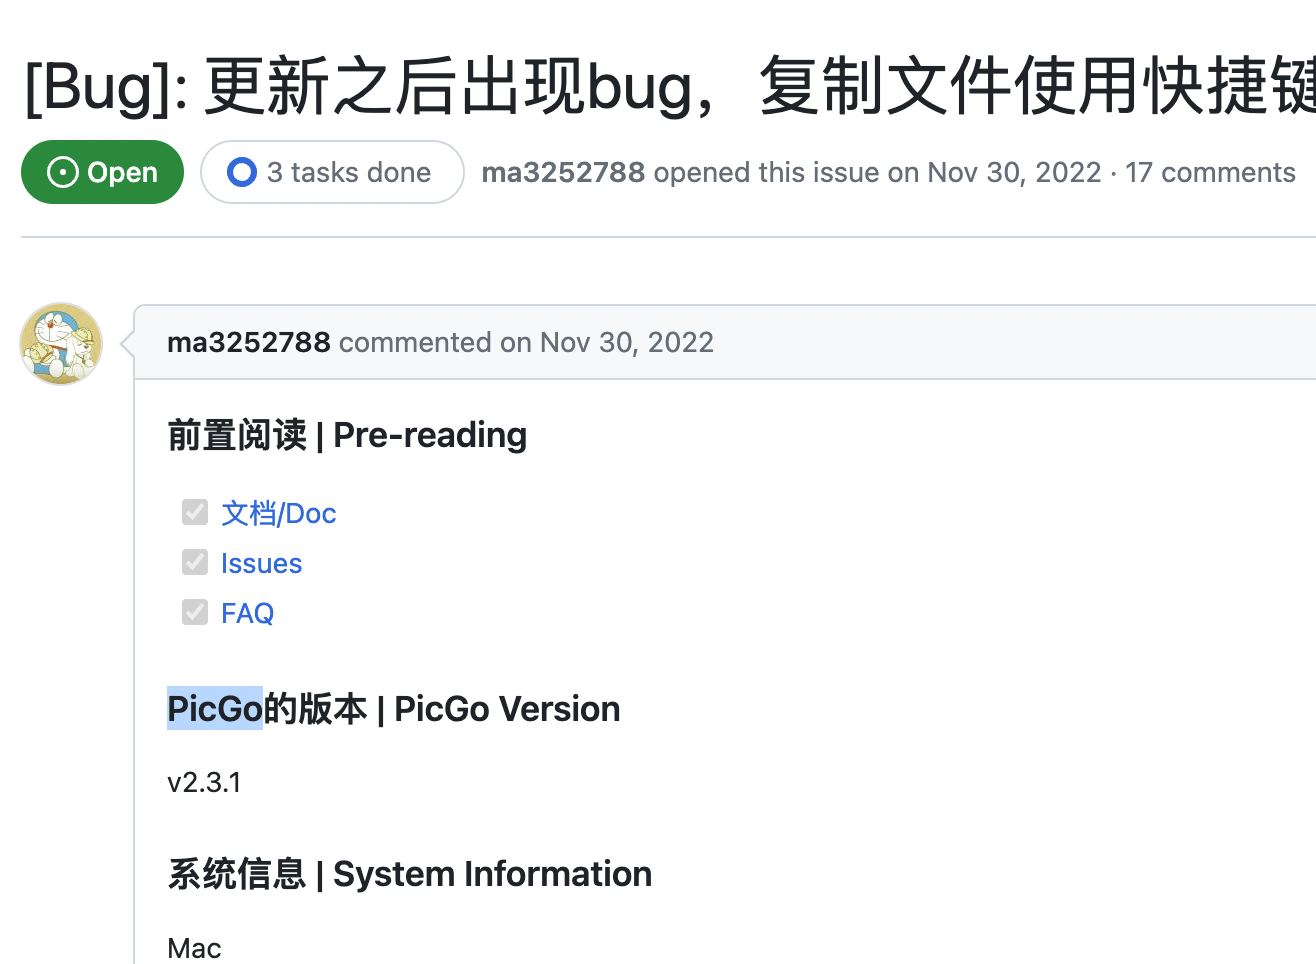 [Bug]: 更新之后出现bug，复制文件使用快捷键
Open
3 tasks done
ma3252788 opened this issue on Nov 30, 2022 · 17 comments
ma3252788 commented on Nov 30, 2022
前置阅读 | Pre-reading
文档/Doc
Issues
FAQ
PicGo的版本 | PicGo Version
v2.3.1
系统信息 | System Information
Mac